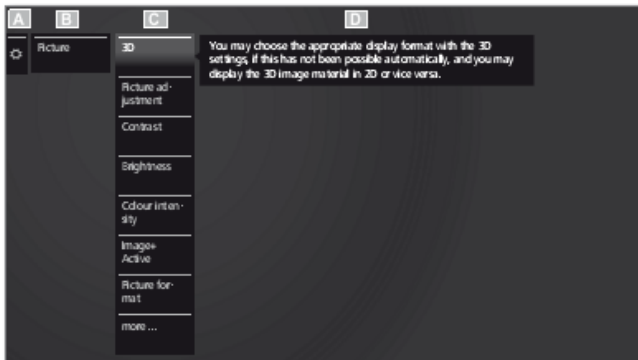 A B C D
Picture
3D
You may choose the appropriate display format with the 3D
settings, if this has not been possible automatically, and you may
display the 3D image material in 2D or vice versa.
Picture ad-
justment
Contrast
Brightness
Colour inten-
sity
Image+
Active
Picture for-
mat
more ...